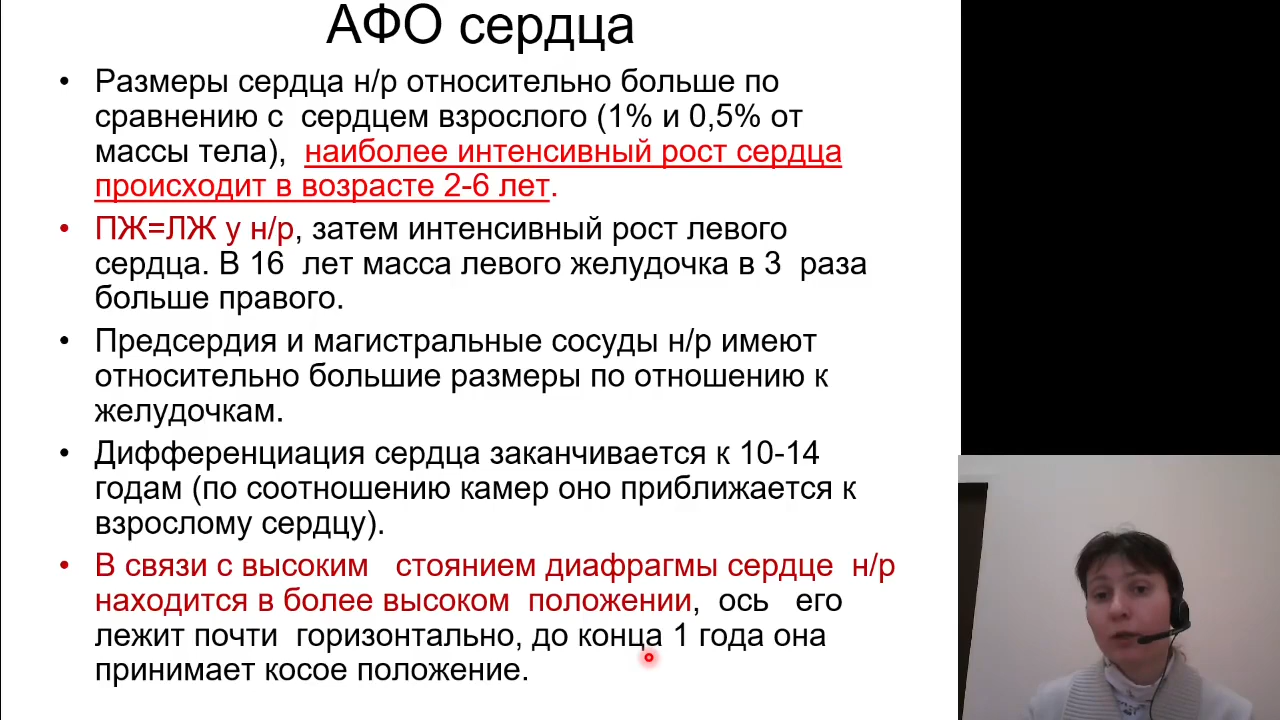 АФО сердца
• Размеры сердца н/р относительно больше по
сравнению с сердцем взрослого (1% и 0,5% от
массы тела), наиболее интенсивный рост сердца
происходит в возрасте 2-6 лет.
• ПЖ=ЛЖ у н/р, затем интенсивный рост левого
сердца. В 16 лет масса левого желудочка в 3 раза
больше правого.
• Предсердия и магистральные сосуды н/р имеют
относительно большие размеры по отношению к
желудочкам.
• Дифференциация сердца заканчивается к 10-14
годам (по соотношению камер оно приближается к
взрослому сердцу).
• В связи с высоким стоянием диафрагмы сердце н/р
находится в более высоком положении, ось его
лежит почти горизонтально, до конца 1 года она
принимает косое положение.